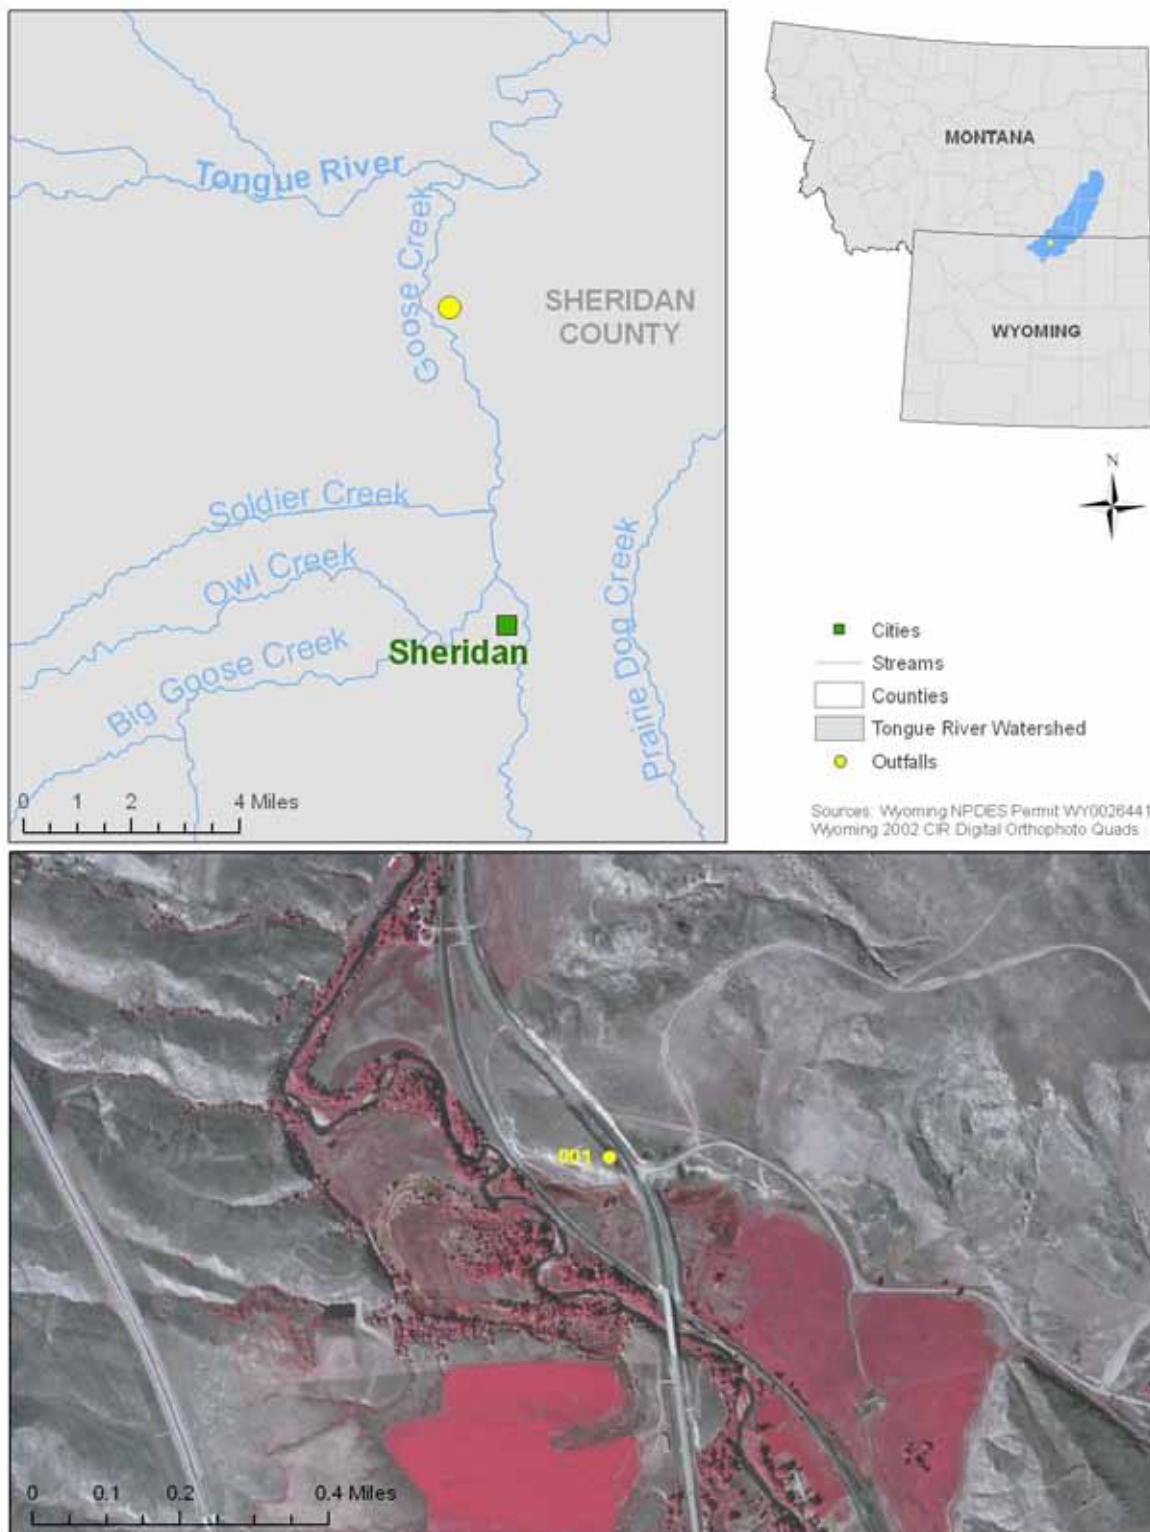 Tongue River
Goose Creek
SHERIDAN
COUNTY
Soldier Creek
Owl Creek
Big Goose Creek
Sheridan
Prairie Dog Creek
0 1 2 4 Miles
MONTANA
WYOMING
N
Cities
Streams
Counties
Tongue River Watershed
Outfalls
Sources: Wyoming NPDES Permit WY0026441
Wyoming 2002 CIR Digital Orthophoto Quads
001
0 0.1 0.2 0.4 Miles